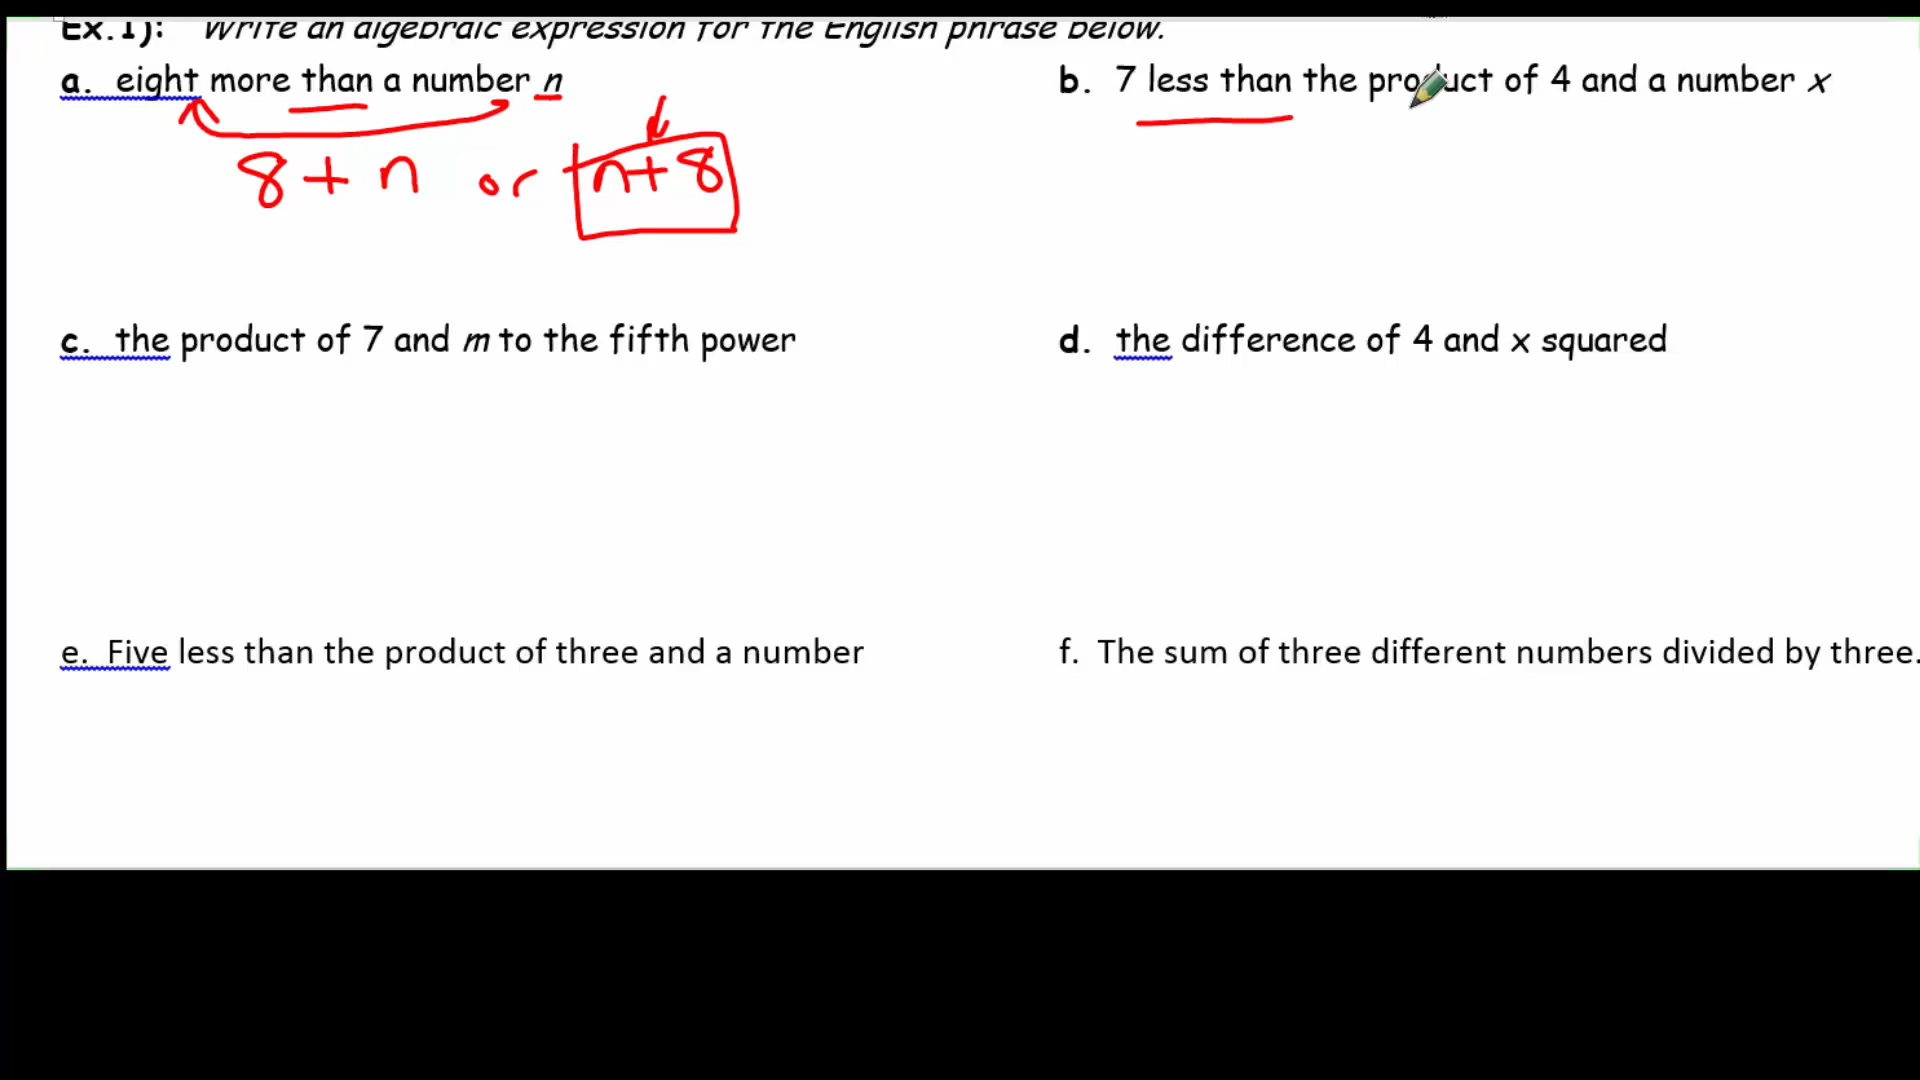 Ex.1): Write an algebraic expression for the English phrase below.
a. eight more than a number n
b. 7 less than the product of 4 and a number x
8 + n or n + 8
c. the product of 7 and m to the fifth power
d. the difference of 4 and x squared
e. Five less than the product of three and a number
f. The sum of three different numbers divided by three.